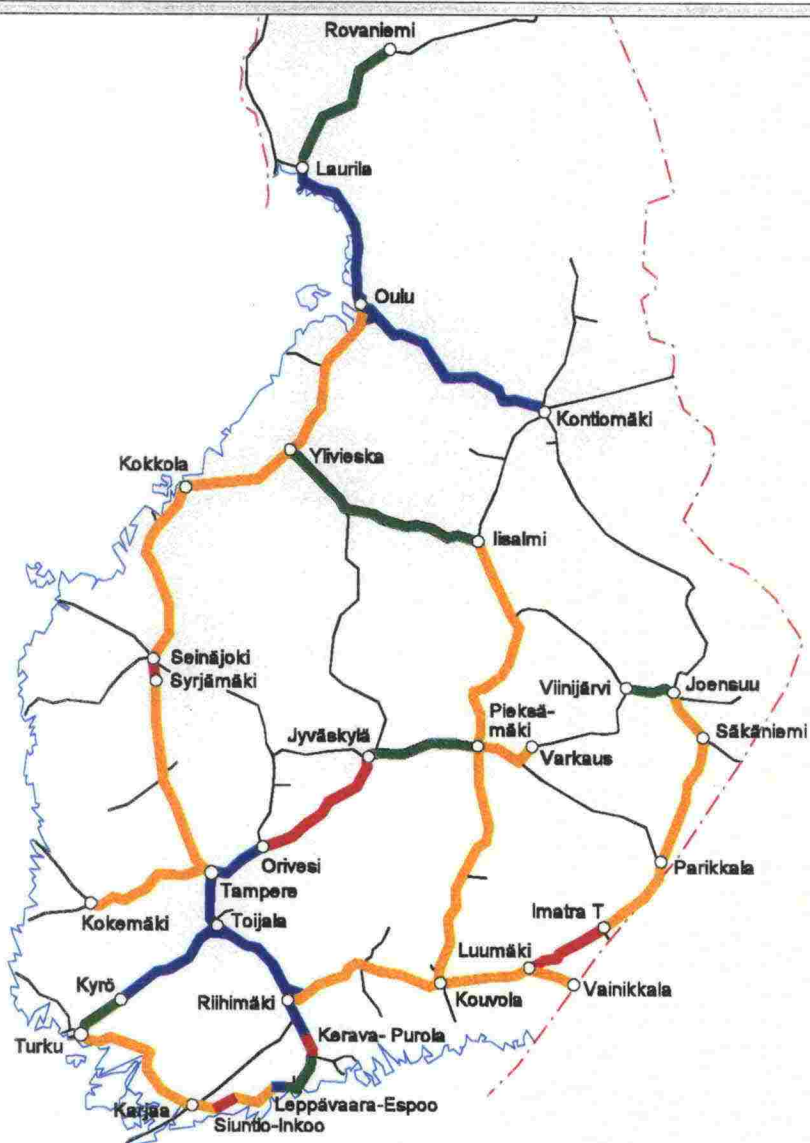 Rovaniemi
Laurila
Oulu
Kontiomäki
Ylivieska
Kokkola
Iisalmi
Seinäjoki
Syrjämäki
Viinijärvi
Joensuu
Pieksä-
mäki
Jyväskylä
Varkaus
Säkäniemi
Orivesi
Tampere
Parikkala
Kokemäki
Toijala
Imatra T
Luumäki
Kyrö
Riihimäki
Kouvola
Vainikkala
Turku
Kerava- Purola
Karjaa
Leppävaara-Espoo
Siuntio-Inkoo